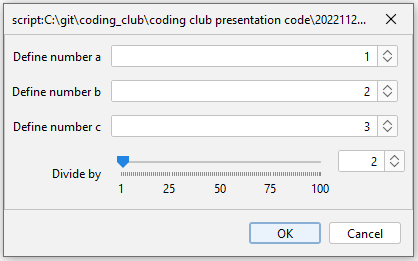 script:C:\git\coding_club\coding club presentation code\2022112...
Define number a 1
Define number b 2
Define number c 3
Divide by 2
1 25 50 75 100
OK Cancel